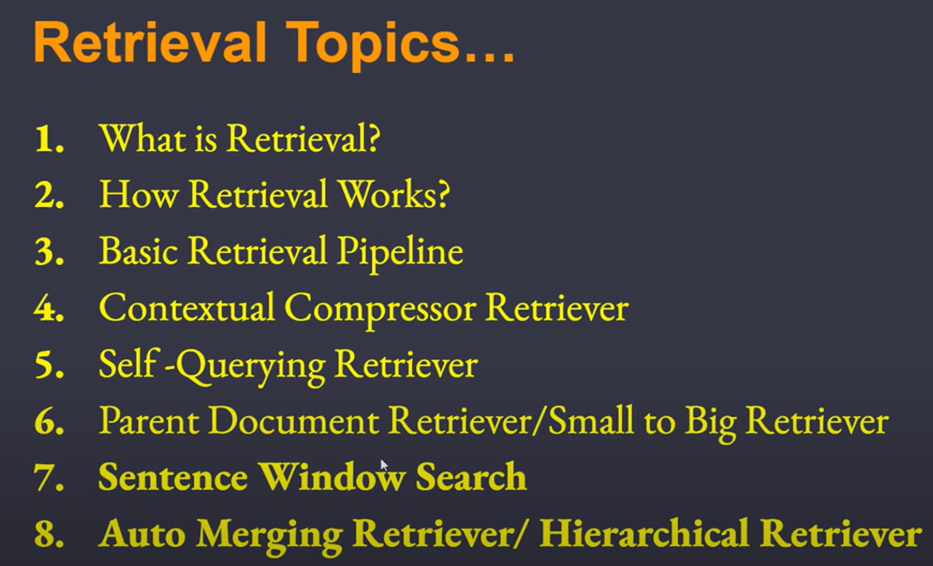 Retrieval Topics...
1. What is Retrieval?
2. How Retrieval Works?
3. Basic Retrieval Pipeline
4. Contextual Compressor Retriever
5. Self -Querying Retriever
6. Parent Document Retriever/Small to Big Retriever
7. Sentence Window Search
8. Auto Merging Retriever/ Hierarchical Retriever